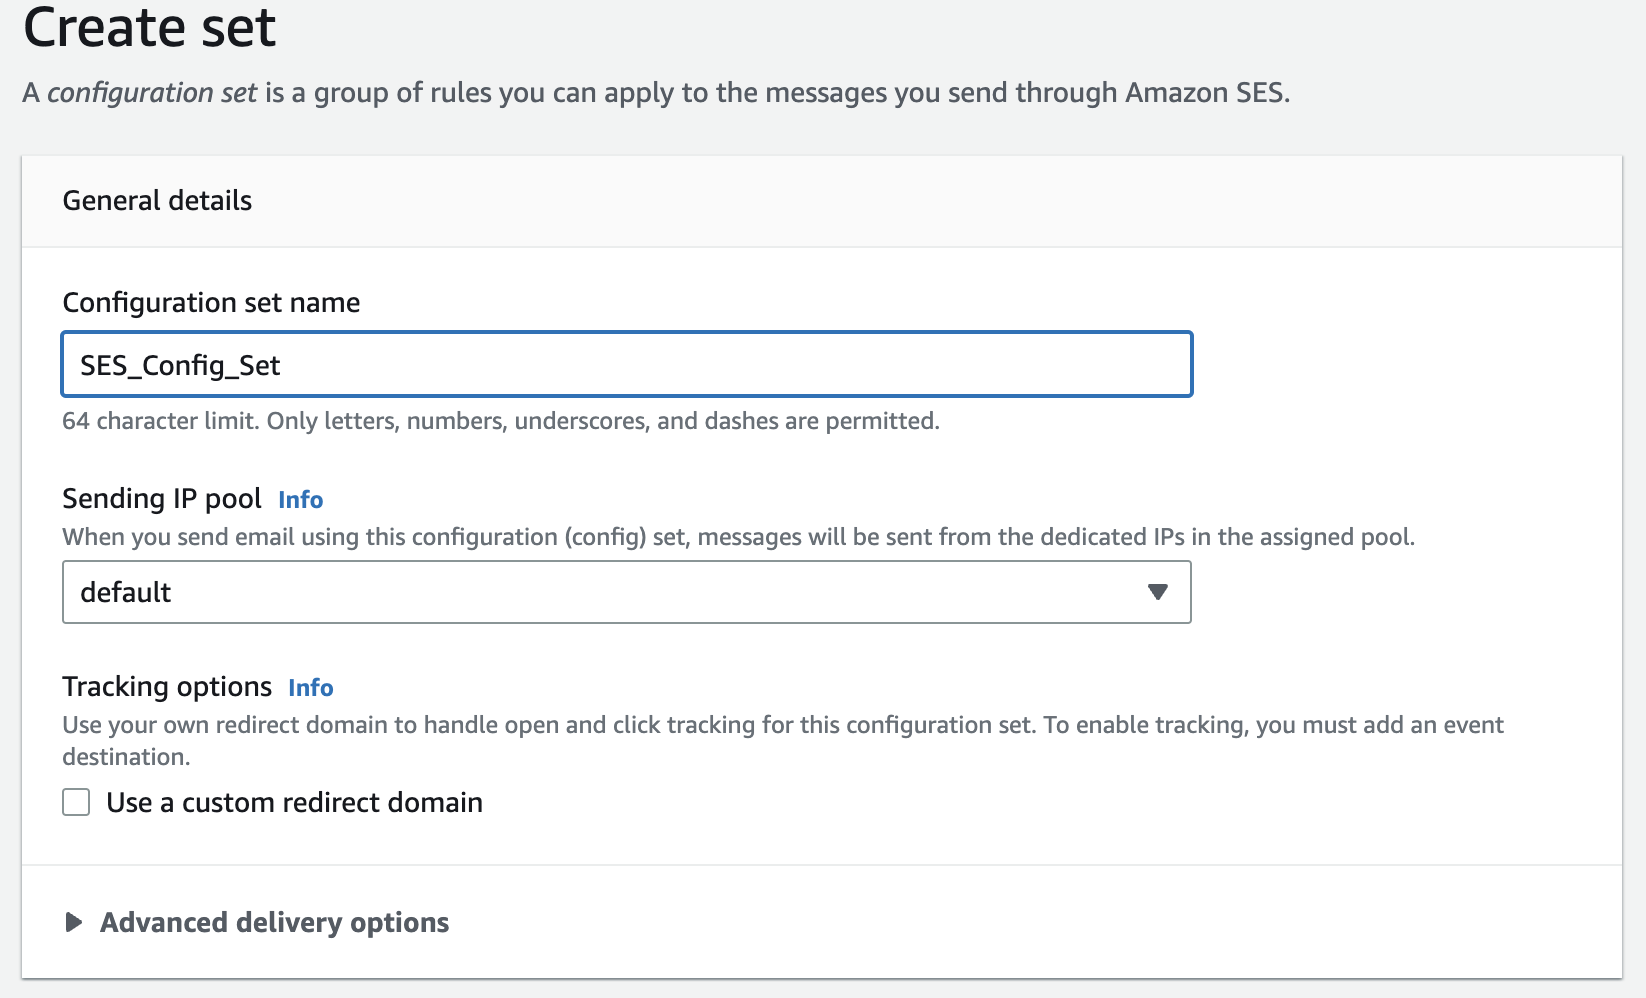 Create set
A configuration set is a group of rules you can apply to the messages you send through Amazon SES.
General details
Configuration set name
SES_Config_Set
64 character limit. Only letters, numbers, underscores, and dashes are permitted.
Sending IP pool Info
When you send email using this configuration (config) set, messages will be sent from the dedicated IPs in the assigned pool.
default
Tracking options Info
Use your own redirect domain to handle open and click tracking for this configuration set. To enable tracking, you must add an event
destination.
Use a custom redirect domain
Advanced delivery options